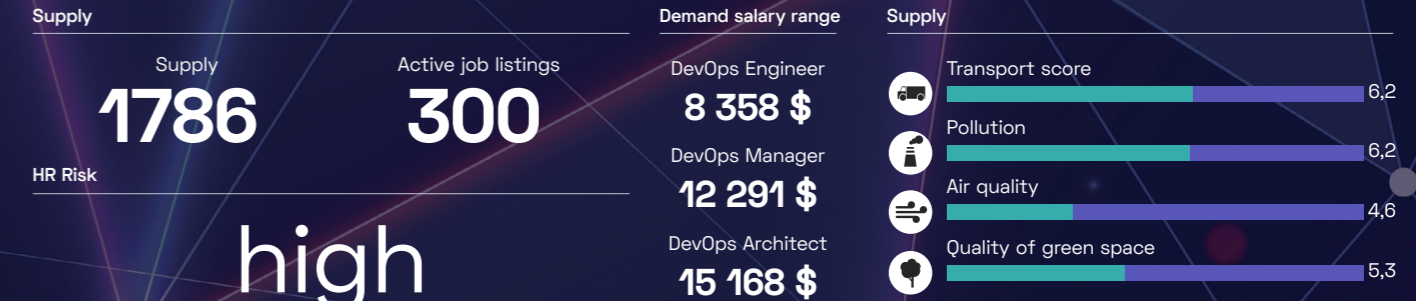 Supply
Supply
1786
Active job listings
300
HR Risk
high
Demand salary range
DevOps Engineer
8 358 $
DevOps Manager
12 291 $
DevOps Architect
15 168 $
Supply
Transport score
6,2
Pollution
6,2
Air quality
4,6
Quality of green space
5,3